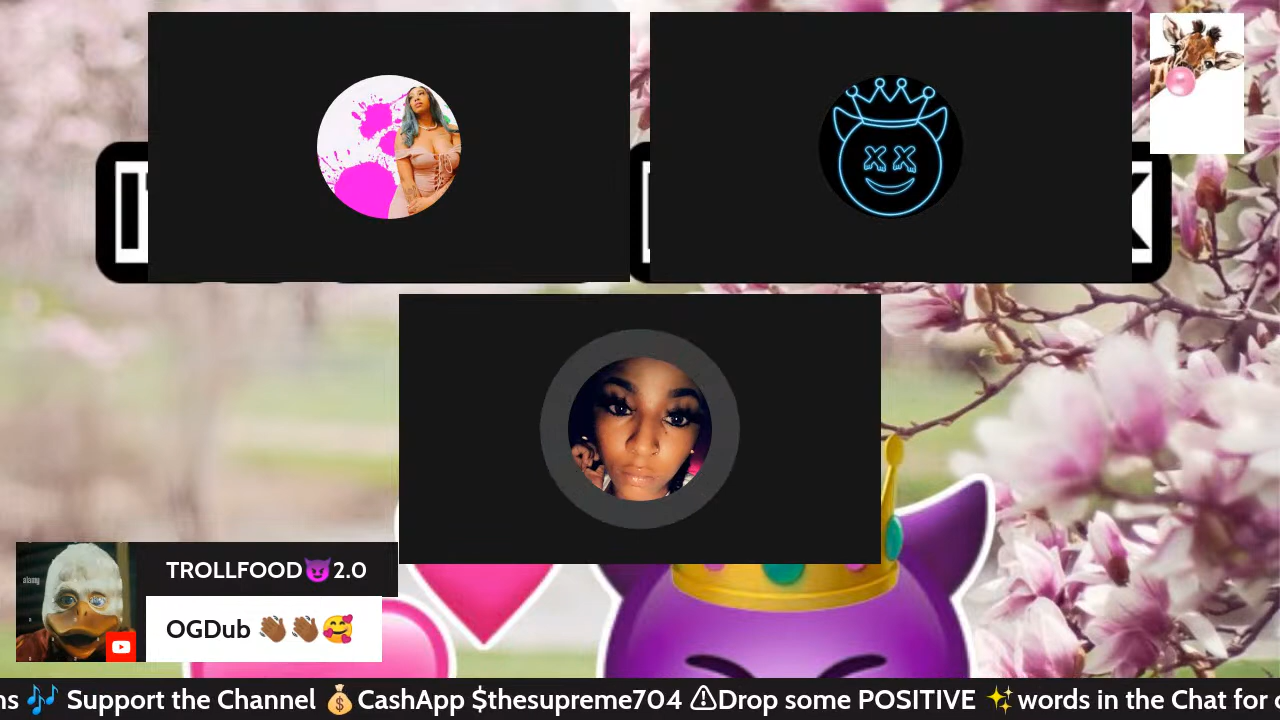 TROLLFOOD😈2.0
OGDub 👋🏾👋🏾🥰
ns 🎶 Support the Channel 💰CashApp $thesupreme704 ⚠Drop some POSITIVE ✨words in the Chat for